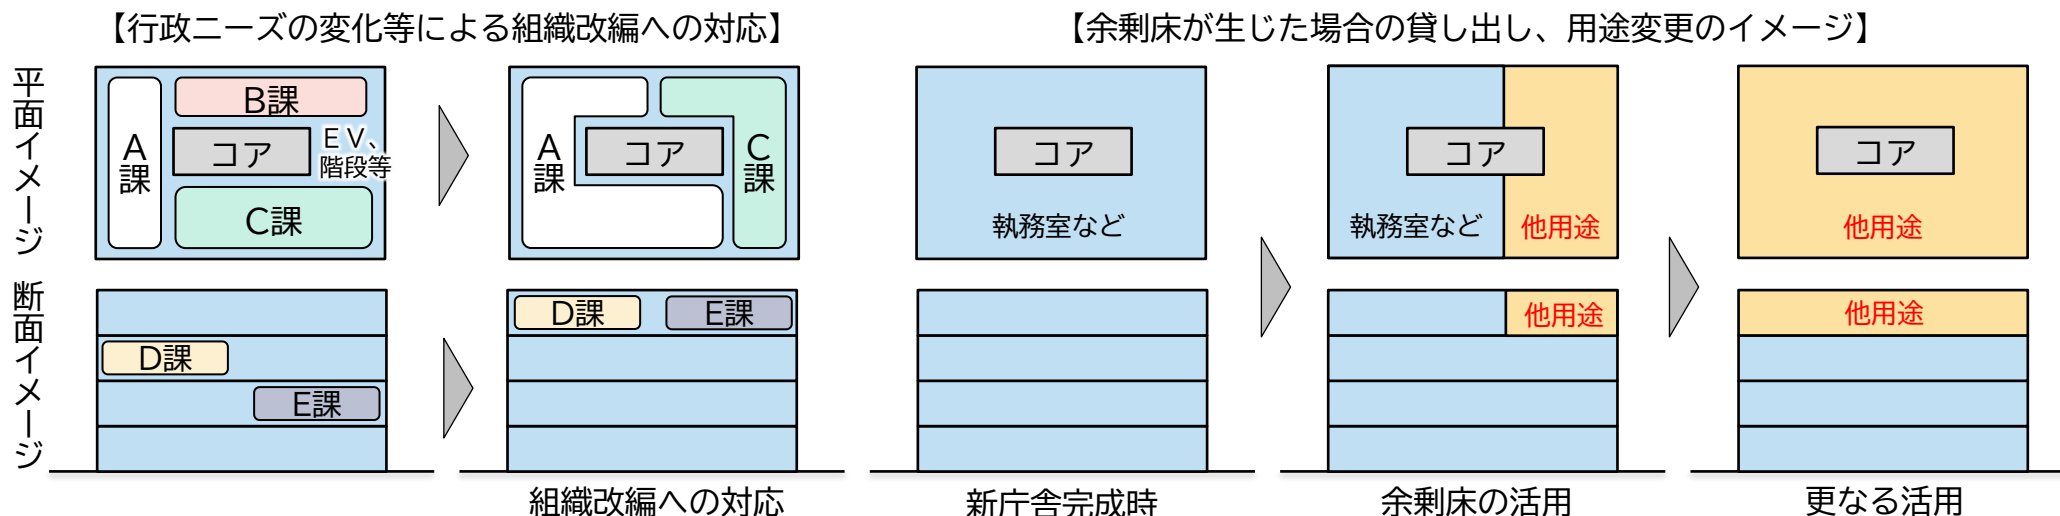 【行政ニーズの変化等による組織改編への対応】
【余剰床が生じた場合の貸し出し、用途変更のイメージ】
平面イメージ
A課
B課
コア
EV、
階段等
C課
A課
コア
C課
コア
執務室など
コア
執務室など
他用途
コア
他用途
断面イメージ
D課
E課
D課
E課
他用途
他用途
組織改編への対応
新庁舎完成時
余剰床の活用
更なる活用